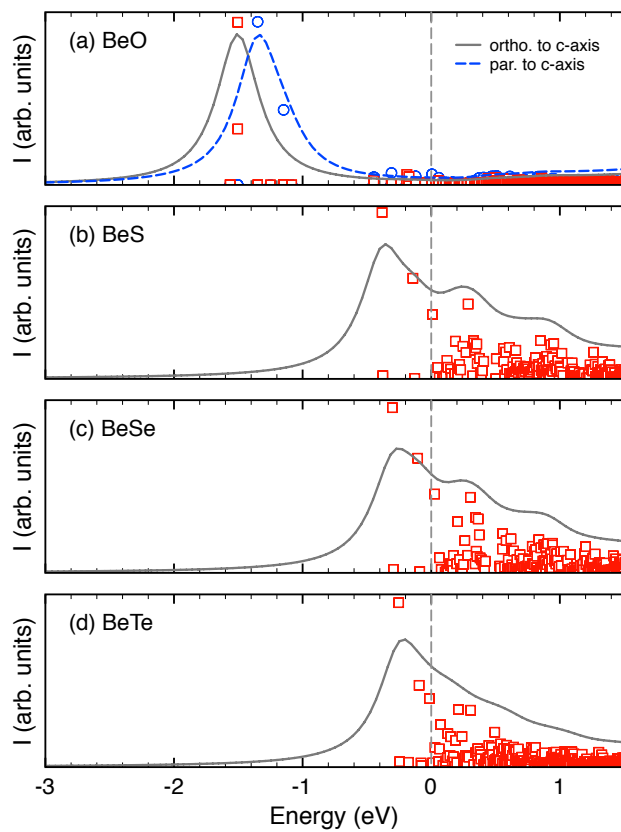 (a) BeO
ortho. to c-axis
par. to c-axis
I (arb. units)
(b) BeS
I (arb. units)
(c) BeSe
I (arb. units)
(d) BeTe
I (arb. units)
-3 -2 -1 0 1
Energy (eV)